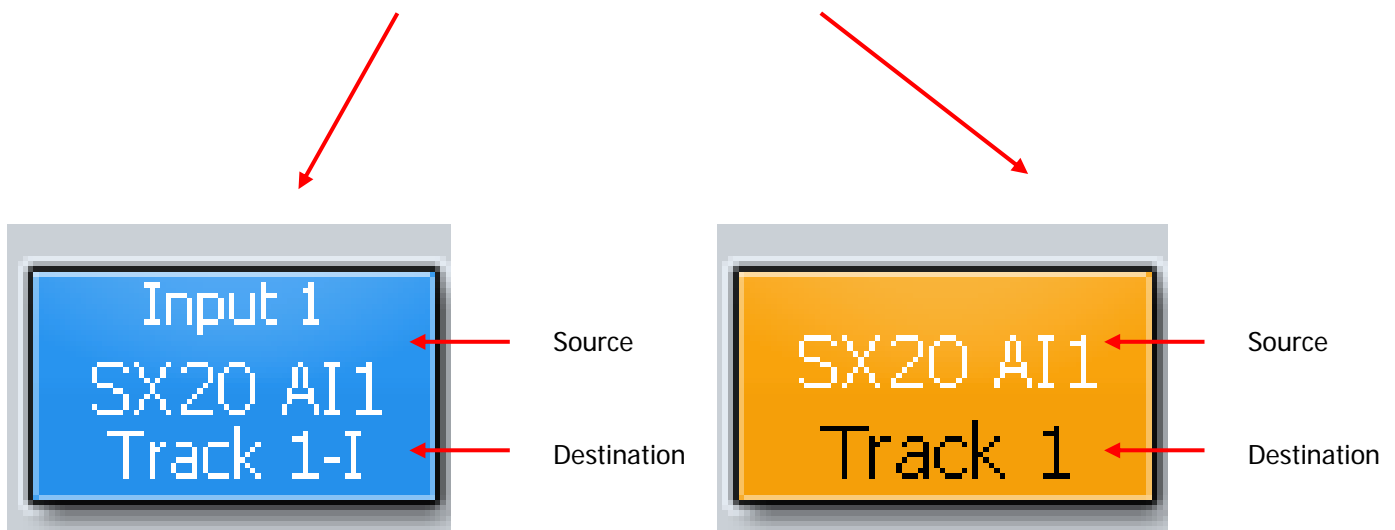 Input 1
SX20 AI1
Track 1-I
Source
Destination
SX20 AI1
Track 1
Source
Destination